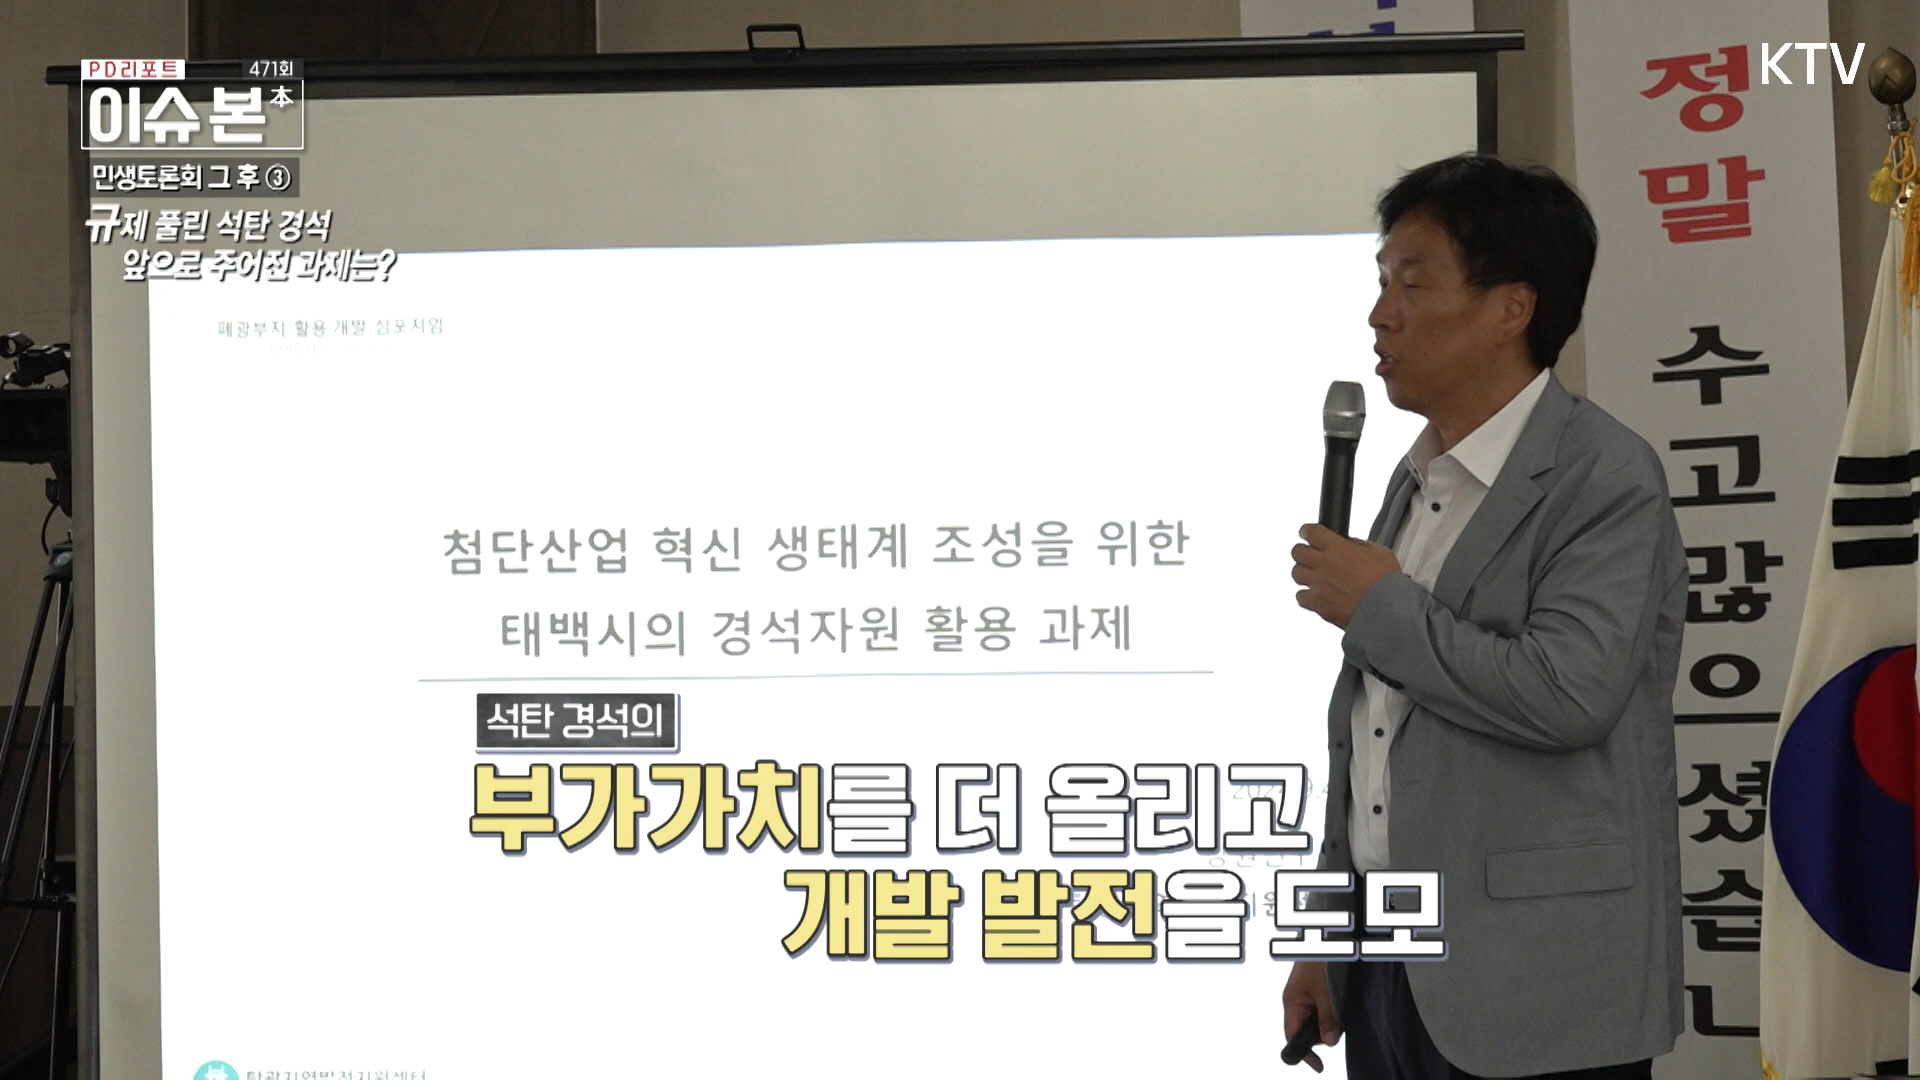 PD리포트 471회
이슈 본 本
민생토론회 그 후 ③
규제 풀린 석탄 경석
앞으로 주어진 과제는?
KTV
폐광부지 활용 개발 심포지엄
첨단산업 혁신 생태계 조성을 위한
태백시의 경석자원 활용 과제
석탄 경석의
부가가치를 더 올리고
개발 발전을 도모
정말 수고많으셨습니